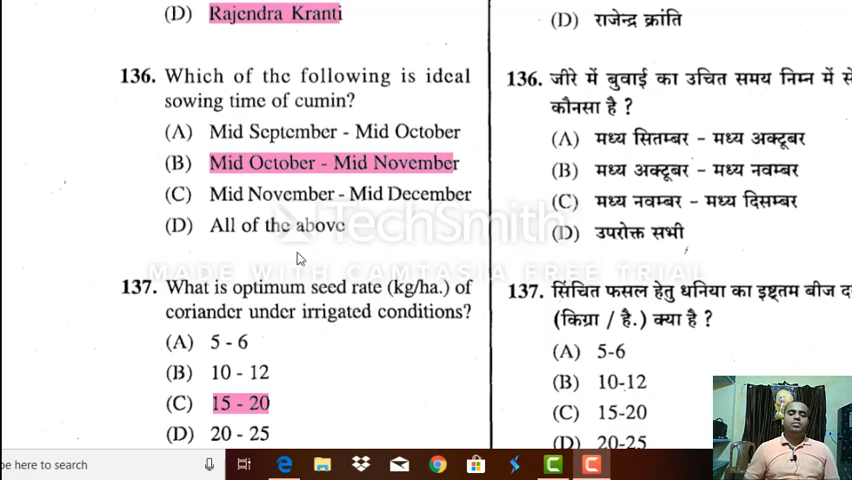 (D) Rajendra Kranti
136. Which of the following is ideal
sowing time of cumin?
(A) Mid September - Mid October
(B) Mid October - Mid November
(C) Mid November - Mid December
(D) All of the above
137. What is optimum seed rate (kg/ha.) of
coriander under irrigated conditions?
(A) 5 - 6
(B) 10 - 12
(C) 15 - 20
(D) 20 - 25
(D) राजेन्द्र क्रांति
136. जीरे में बुवाई का उचित समय निम्न में से
कौनसा है ?
(A) मध्य सितम्बर - मध्य अक्टूबर
(B) मध्य अक्टूबर - मध्य नवम्बर
(C) मध्य नवम्बर - मध्य दिसम्बर
(D) उपरोक्त सभी
137. सिंचित फसल हेतु धनिया का इष्टतम बीज
(किग्रा / है.) क्या है ?
(A) 5-6
(B) 10-12
(C) 15-20
(D) 20-25
TechSmith
MADE WITH CAMTASIA FREE TRIAL
pe here to search